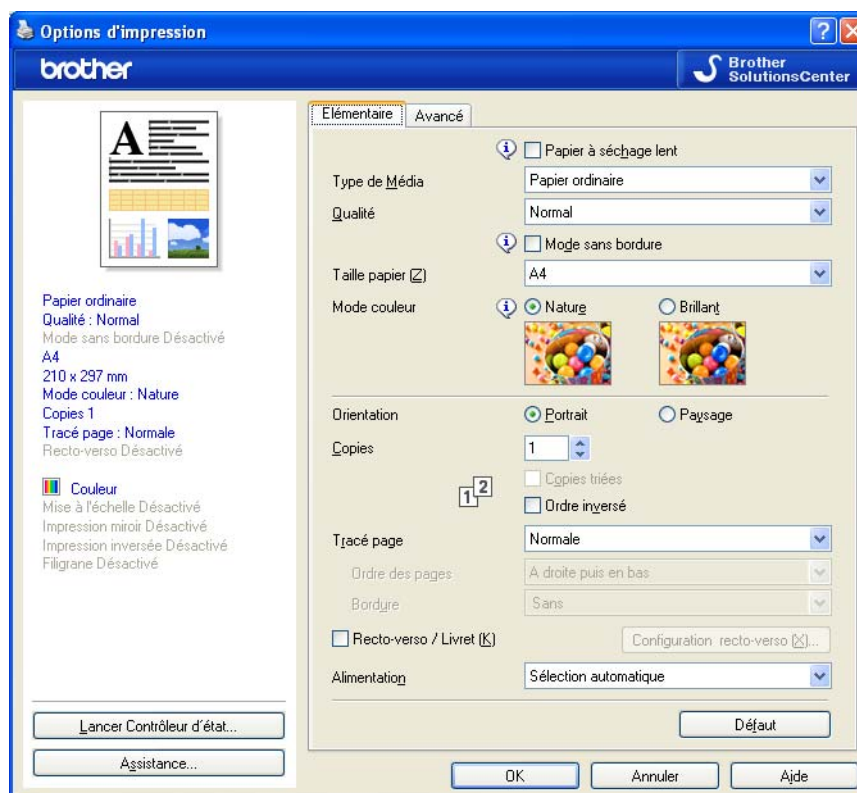 Options d'impression
brother
Brother
SolutionsCenter
A
Papier ordinaire
Qualité : Normal
Mode sans bordure Désactivé
A4
210 x 297 mm
Mode couleur : Nature
Copies 1
Tracé page : Normale
Recto-verso Désactivé
Couleur
Mise à l'échelle Désactivé
Impression miroir Désactivé
Impression inversée Désactivé
Filigrane Désactivé
Lancer Contrôleur d'état...
Assistance...
Elémentaire Avancé
Papier à séchage lent
Type de Média Papier ordinaire
Qualité Normal
Mode sans bordure
Taille papier (Z) A4
Mode couleur Nature Brillant
Orientation Portrait Paysage
Copies 1
1 2 Copies triées
Ordre inversé
Tracé page Normale
Ordre des pages A droite puis en bas
Bordure Sans
Recto-verso / Livret (K) Configuration recto-verso (X)...
Alimentation Sélection automatique
Défaut
OK Annuler Aide